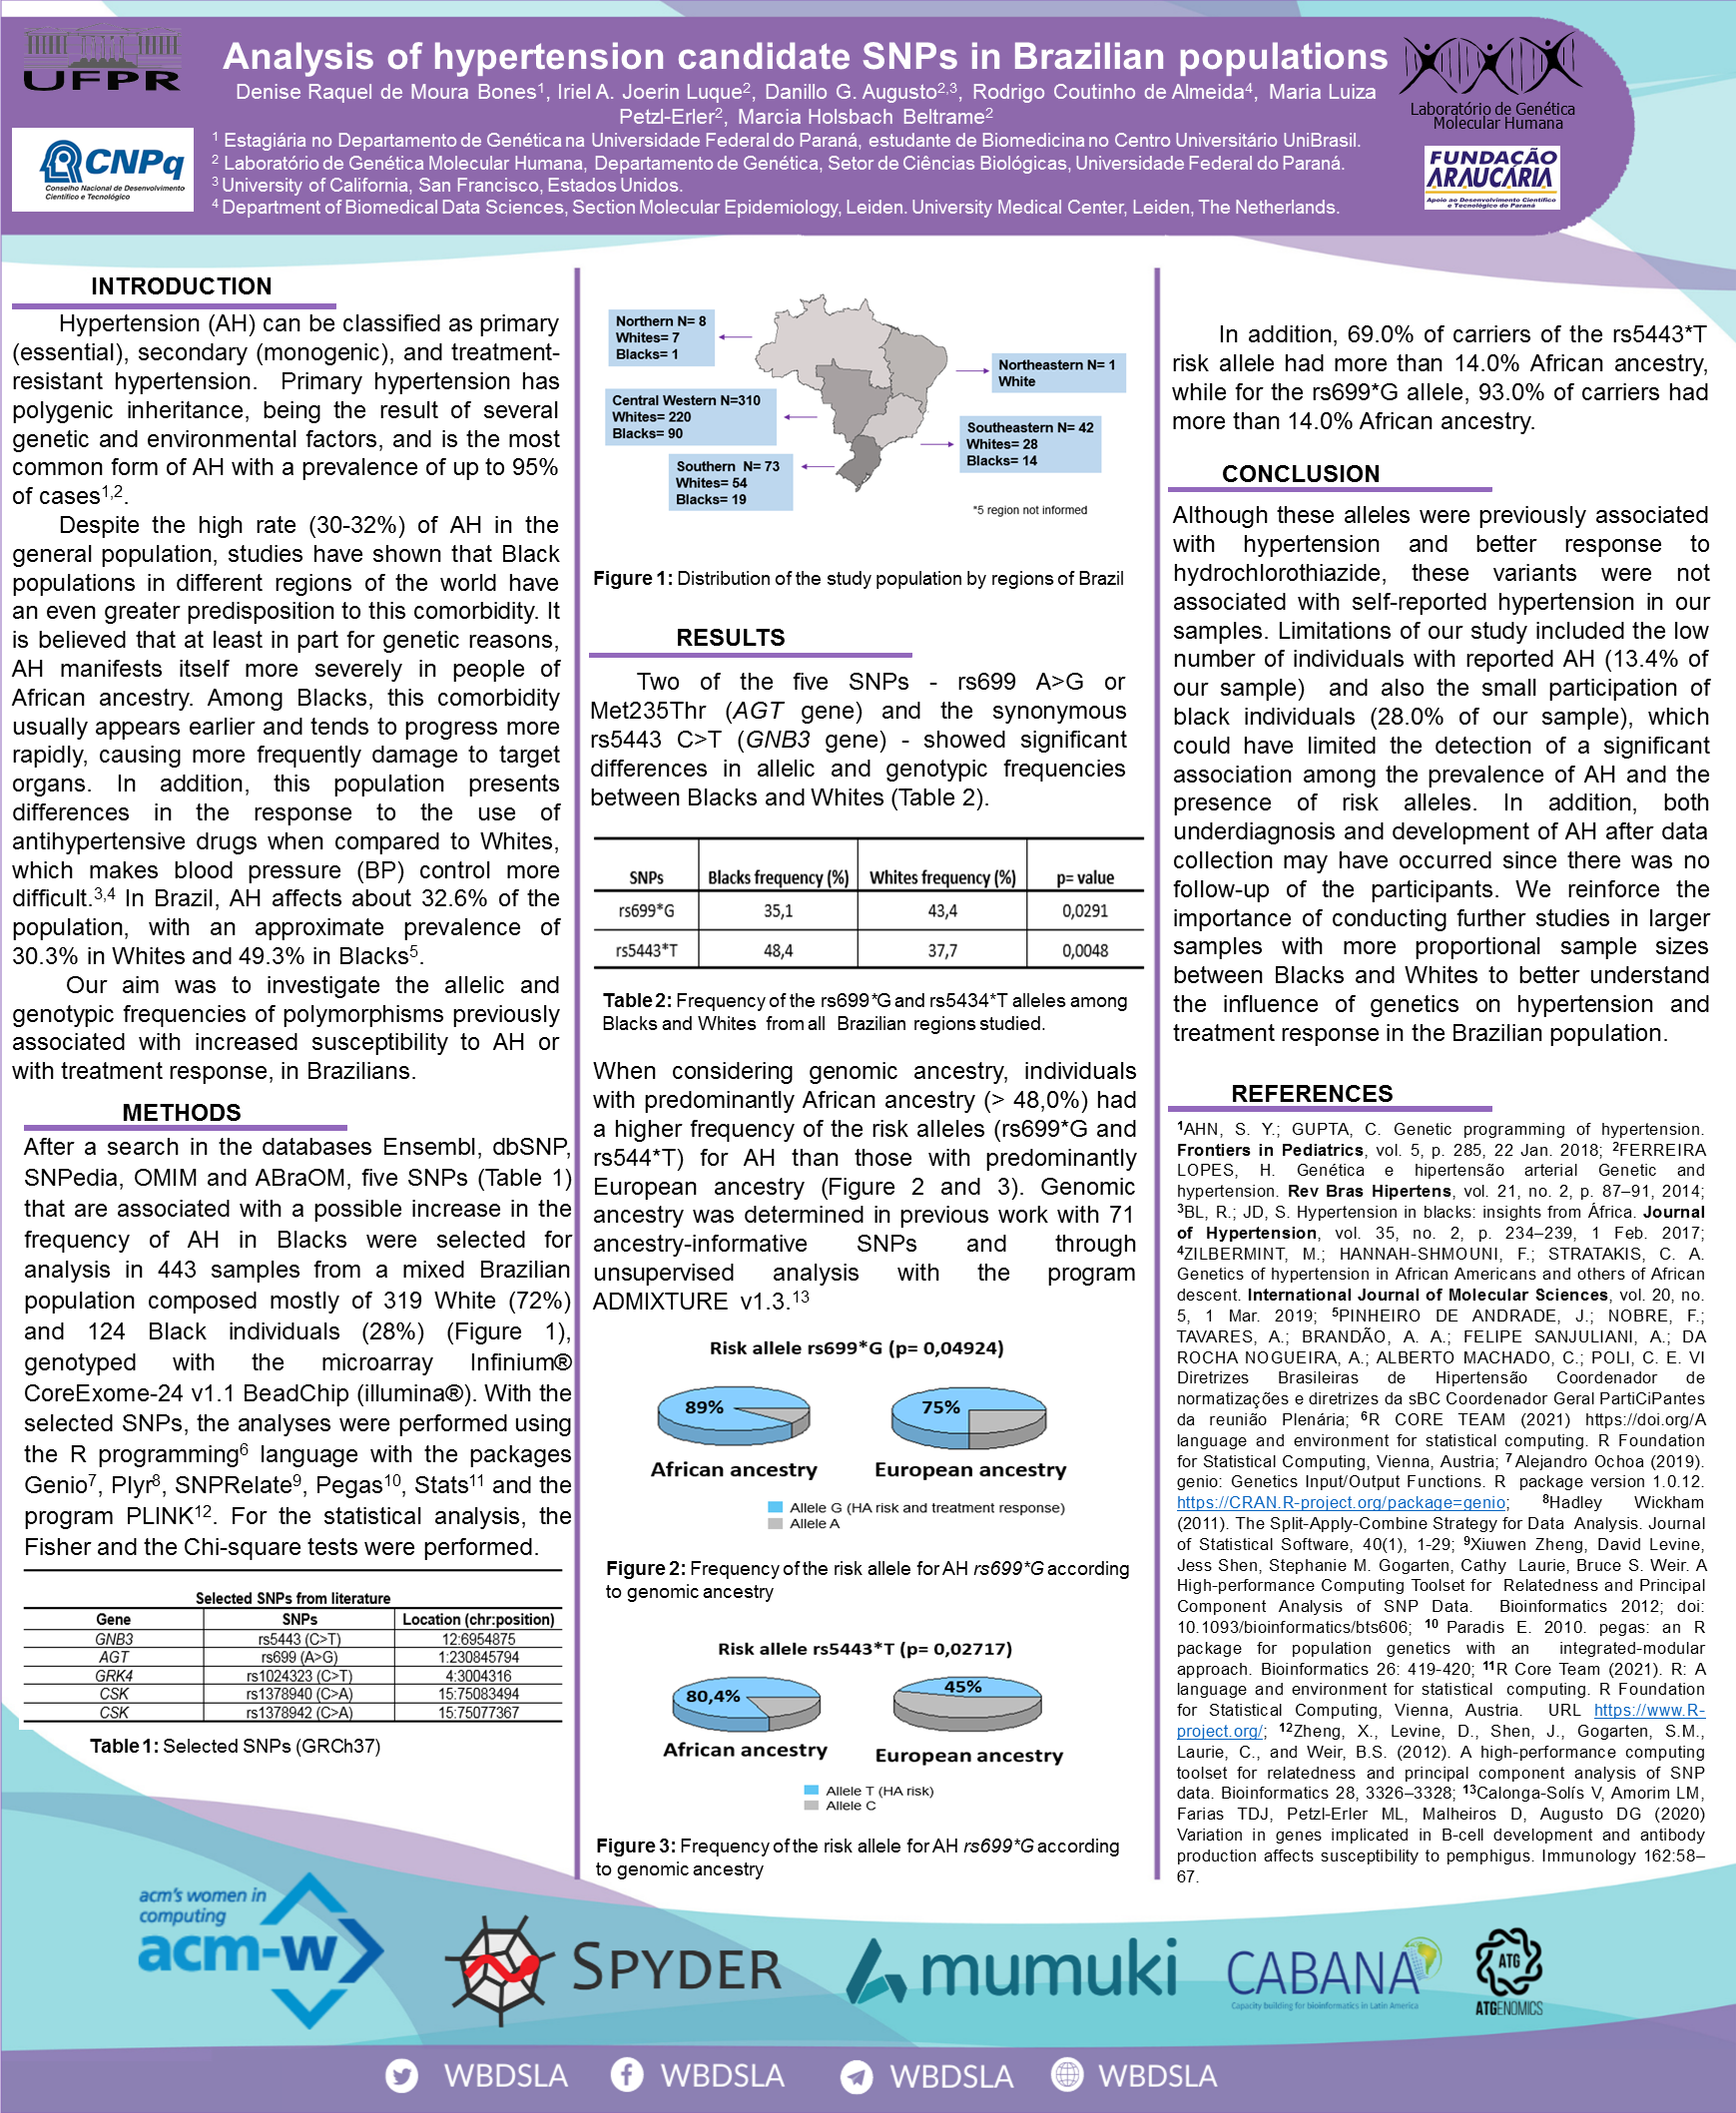 UFPR
CNPq
Conselho Nacional de Desenvolvimento
Científico e Tecnológico
Analysis of hypertension candidate SNPs in Brazilian populations
Denise Raquel de Moura Bones1, Iriel A. Joerin Luque2, Danillo G. Augusto2,3, Rodrigo Coutinho de Almeida4, Maria Luiza
Petzl-Erler2, Marcia Holsbach Beltrame2
1 Estagiária no Departamento de Genética na Universidade Federal do Paraná, estudante de Biomedicina no Centro Universitário UniBrasil.
2 Laboratório de Genética Molecular Humana, Departamento de Genética, Setor de Ciências Biológicas, Universidade Federal do Paraná.
3 University of California, San Francisco, Estados Unidos.
4 Department of Biomedical Data Sciences, Section Molecular Epidemiology, Leiden. University Medical Center, Leiden, The Netherlands.
Laboratório de Genética
Molecular Humana
FUNDAÇÃO
ARAUCÁRIA
Apoio ao Desenvolvimento Científico
e Tecnológico do Paraná
INTRODUCTION
Hypertension (AH) can be classified as primary
(essential), secondary (monogenic), and treatment-
resistant hypertension. Primary hypertension has
polygenic inheritance, being the result of several
genetic and environmental factors, and is the most
common form of AH with a prevalence of up to 95%
of cases1,2.
Despite the high rate (30-32%) of AH in the
general population, studies have shown that Black
populations in different regions of the world have
an even greater predisposition to this comorbidity. It
is believed that at least in part for genetic reasons,
AH manifests itself more severely in people of
African ancestry. Among Blacks, this comorbidity
usually appears earlier and tends to progress more
rapidly, causing more frequently damage to target
organs. In addition, this population presents
differences in the response to the use of
antihypertensive drugs when compared to Whites,
which makes blood pressure (BP) control more
difficult.3,4 In Brazil, AH affects about 32.6% of the
population, with an approximate prevalence of
30.3% in Whites and 49.3% in Blacks5.
Our aim was to investigate the allelic and
genotypic frequencies of polymorphisms previously
associated with increased susceptibility to AH or
with treatment response, in Brazilians.
METHODS
After a search in the databases Ensembl, dbSNP,
SNPedia, OMIM and ABraOM, five SNPs (Table 1)
that are associated with a possible increase in the
frequency of AH in Blacks were selected for
analysis in 443 samples from a mixed Brazilian
population composed mostly of 319 White (72%)
and 124 Black individuals (28%) (Figure 1),
genotyped with the microarray Infinium®
CoreExome-24 v1.1 BeadChip (illumina®). With the
selected SNPs, the analyses were performed using
the R programming6 language with the packages
Genio7, Plyr8, SNPRelate9, Pegas10, Stats11 and the
program PLINK12. For the statistical analysis, the
Fisher and the Chi-square tests were performed.
Selected SNPs from literature
Gene SNPs Location (chr:position)
GNB3 rs5443 (C>T) 12:6954875
AGT rs699 (A>G) 1:230845794
GRK4 rs1024323 (C>T) 4:3004316
CSK rs1378940 (C>A) 15:75083494
CSK rs1378942 (C>A) 15:75077367
Table 1: Selected SNPs (GRCh37)
Northern N= 8
Whites= 7
Blacks= 1
Northeastern N= 1
White
Central Western N=310
Whites= 220
Blacks= 90
Southeastern N= 42
Whites= 28
Blacks= 14
Southern N= 73
Whites= 54
Blacks= 19
*5 region not informed
Figure 1: Distribution of the study population by regions of Brazil
RESULTS
Two of the five SNPs - rs699 A>G or
Met235Thr (AGT gene) and the synonymous
rs5443 C>T (GNB3 gene) - showed significant
differences in allelic and genotypic frequencies
between Blacks and Whites (Table 2).
SNPs Blacks frequency (%) Whites frequency (%) p= value
rs699*G 35,1 43,4 0,0291
rs5443*T 48,4 37,7 0,0048
Table 2: Frequency of the rs699*G and rs5434*T alleles among
Blacks and Whites from all Brazilian regions studied.
When considering genomic ancestry, individuals
with predominantly African ancestry (> 48,0%) had
a higher frequency of the risk alleles (rs699*G and
rs544*T) for AH than those with predominantly
European ancestry (Figure 2 and 3). Genomic
ancestry was determined in previous work with 71
ancestry-informative SNPs and through
unsupervised analysis with the program
ADMIXTURE v1.3.13
Risk allele rs699*G (p= 0,04924)
89% 75%
African ancestry European ancestry
Allele G (HA risk and treatment response)
Allele A
Figure 2: Frequency of the risk allele for AH rs699*G according
to genomic ancestry
Risk allele rs5443*T (p= 0,02717)
80,4% 45%
African ancestry European ancestry
Allele T (HA risk)
Allele C
Figure 3: Frequency of the risk allele for AH rs699*G according
to genomic ancestry
In addition, 69.0% of carriers of the rs5443*T
risk allele had more than 14.0% African ancestry,
while for the rs699*G allele, 93.0% of carriers had
more than 14.0% African ancestry.
CONCLUSION
Although these alleles were previously associated
with hypertension and better response to
hydrochlorothiazide, these variants were not
associated with self-reported hypertension in our
samples. Limitations of our study included the low
number of individuals with reported AH (13.4% of
our sample) and also the small participation of
black individuals (28.0% of our sample), which
could have limited the detection of a significant
association among the prevalence of AH and the
presence of risk alleles. In addition, both
underdiagnosis and development of AH after data
collection may have occurred since there was no
follow-up of the participants. We reinforce the
importance of conducting further studies in larger
samples with more proportional sample sizes
between Blacks and Whites to better understand
the influence of genetics on hypertension and
treatment response in the Brazilian population.
REFERENCES
1AHN, S. Y.; GUPTA, C. Genetic programming of hypertension.
Frontiers in Pediatrics, vol. 5, p. 285, 22 Jan. 2018; 2FERREIRA
LOPES, H. Genética e hipertensão arterial Genetic and
hypertension. Rev Bras Hipertens, vol. 21, no. 2, p. 87–91, 2014;
3BL, R.; JD, S. Hypertension in blacks: insights from África. Journal
of Hypertension, vol. 35, no. 2, p. 234–239, 1 Feb. 2017;
4ZILBERMINT, M.; HANNAH-SHMOUNI, F.; STRATAKIS, C. A.
Genetics of hypertension in African Americans and others of African
descent. International Journal of Molecular Sciences, vol. 20, no.
5, 1 Mar. 2019; 5PINHEIRO DE ANDRADE, J.; NOBRE, F.;
TAVARES, A.; BRANDÃO, A. A.; FELIPE SANJULIANI, A.; DA
ROCHA NOGUEIRA, A.; ALBERTO MACHADO, C.; POLI, C. E. VI
Diretrizes Brasileiras de Hipertensão Coordenador de
normatizações e diretrizes da sBC Coordenador Geral PartiCiPantes
da reunião Plenária; 6R CORE TEAM (2021) https://doi.org/A
language and environment for statistical computing. R Foundation
for Statistical Computing, Vienna, Austria; 7 Alejandro Ochoa (2019).
genio: Genetics Input/Output Functions. R package version 1.0.12.
https://CRAN.R-project.org/package=genio; 8Hadley Wickham
(2011). The Split-Apply-Combine Strategy for Data Analysis. Journal
of Statistical Software, 40(1), 1-29; 9Xiuwen Zheng, David Levine,
Jess Shen, Stephanie M. Gogarten, Cathy Laurie, Bruce S. Weir. A
High-performance Computing Toolset for Relatedness and Principal
Component Analysis of SNP Data. Bioinformatics 2012; doi:
10.1093/bioinformatics/bts606; 10 Paradis E. 2010. pegas: an R
package for population genetics with an integrated-modular
approach. Bioinformatics 26: 419-420; 11R Core Team (2021). R: A
language and environment for statistical computing. R Foundation
for Statistical Computing, Vienna, Austria. URL https://www.R-
project.org/; 12Zheng, X., Levine, D., Shen, J., Gogarten, S.M.,
Laurie, C., and Weir, B.S. (2012). A high-performance computing
toolset for relatedness and principal component analysis of SNP
data. Bioinformatics 28, 3326–3328; 13Calonga-Solís V, Amorim LM,
Farias TDJ, Petzl-Erler ML, Malheiros D, Augusto DG (2020)
Variation in genes implicated in B-cell development and antibody
production affects susceptibility to pemphigus. Immunology 162:58–
67.
acm's women in
computing
acm-w
SPYDER
mumuki
CABANA
Capacity building for bioinformatics in Latin America
ATG
ATGENOMICS
WBDSLA WBDSLA WBDSLA WBDSLA